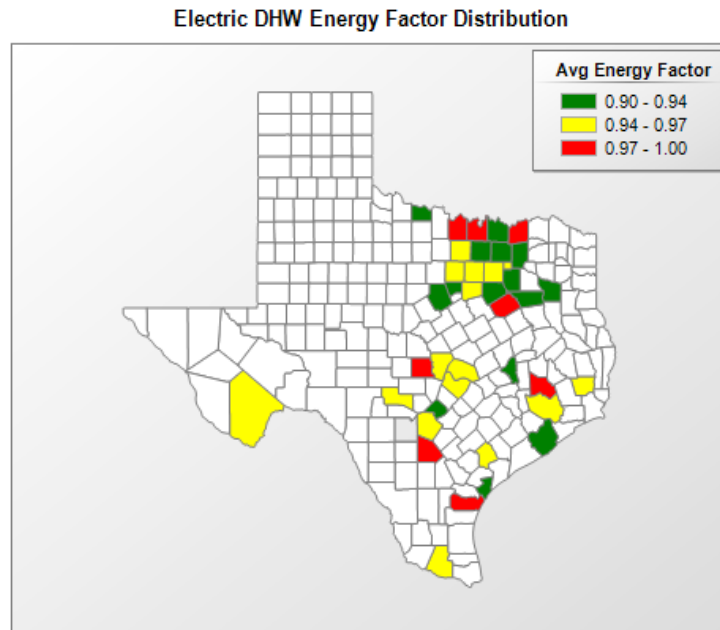 Electric DHW Energy Factor Distribution
Avg Energy Factor
0.90 - 0.94
0.94 - 0.97
0.97 - 1.00